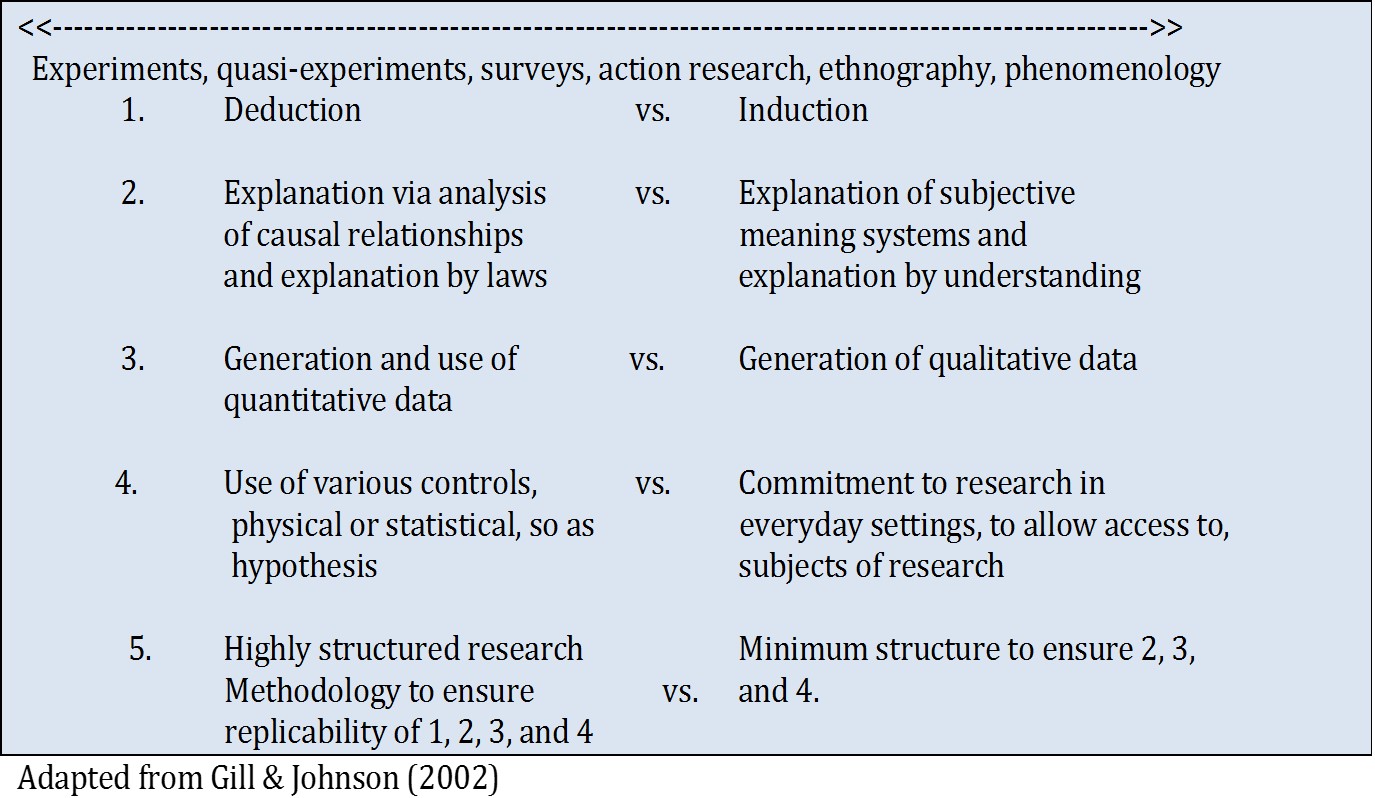 <<----------------------------------------------------------------------------------------------------------->>
Experiments, quasi-experiments, surveys, action research, ethnography, phenomenology
1. Deduction vs. Induction
2. Explanation via analysis vs. Explanation of subjective
of causal relationships meaning systems and
and explanation by laws explanation by understanding
3. Generation and use of vs. Generation of qualitative data
quantitative data
4. Use of various controls, vs. Commitment to research in
physical or statistical, so as everyday settings, to allow access to,
hypothesis subjects of research
5. Highly structured research Minimum structure to ensure 2, 3,
Methodology to ensure vs. and 4.
replicability of 1, 2, 3, and 4
Adapted from Gill & Johnson (2002)